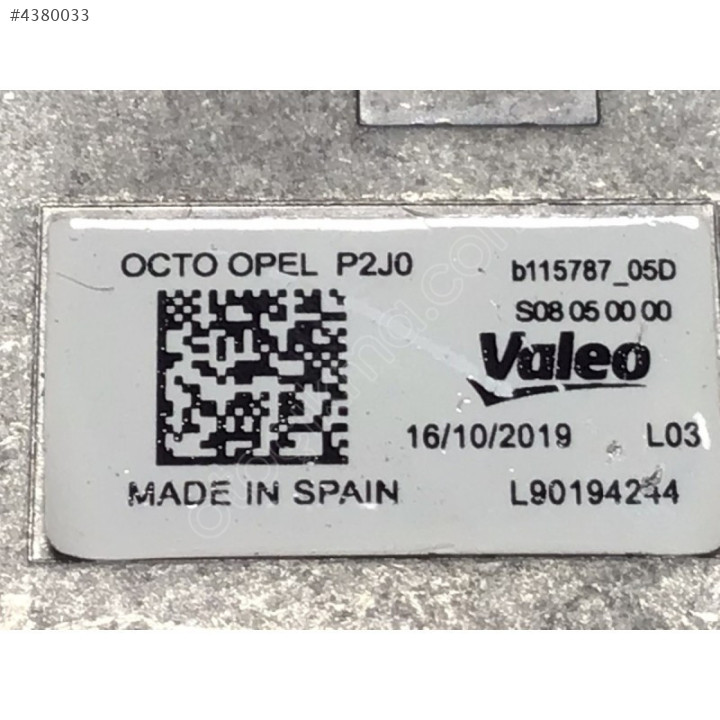 #4380033
OCTO OPEL P2J0
b115787_05D
S08 05 00 00
Valeo
16/10/2019 L03
MADE IN SPAIN
L90194244